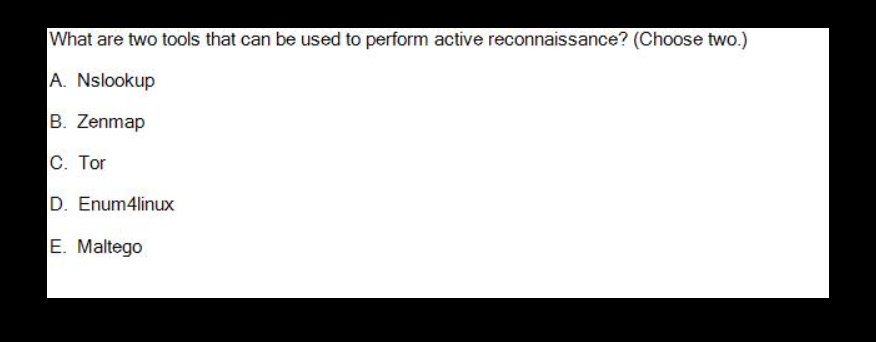 What are two tools that can be used to perform active reconnaissance? (Choose two.)
A. Nslookup
B. Zenmap
C. Tor
D. Enum4linux
E. Maltego